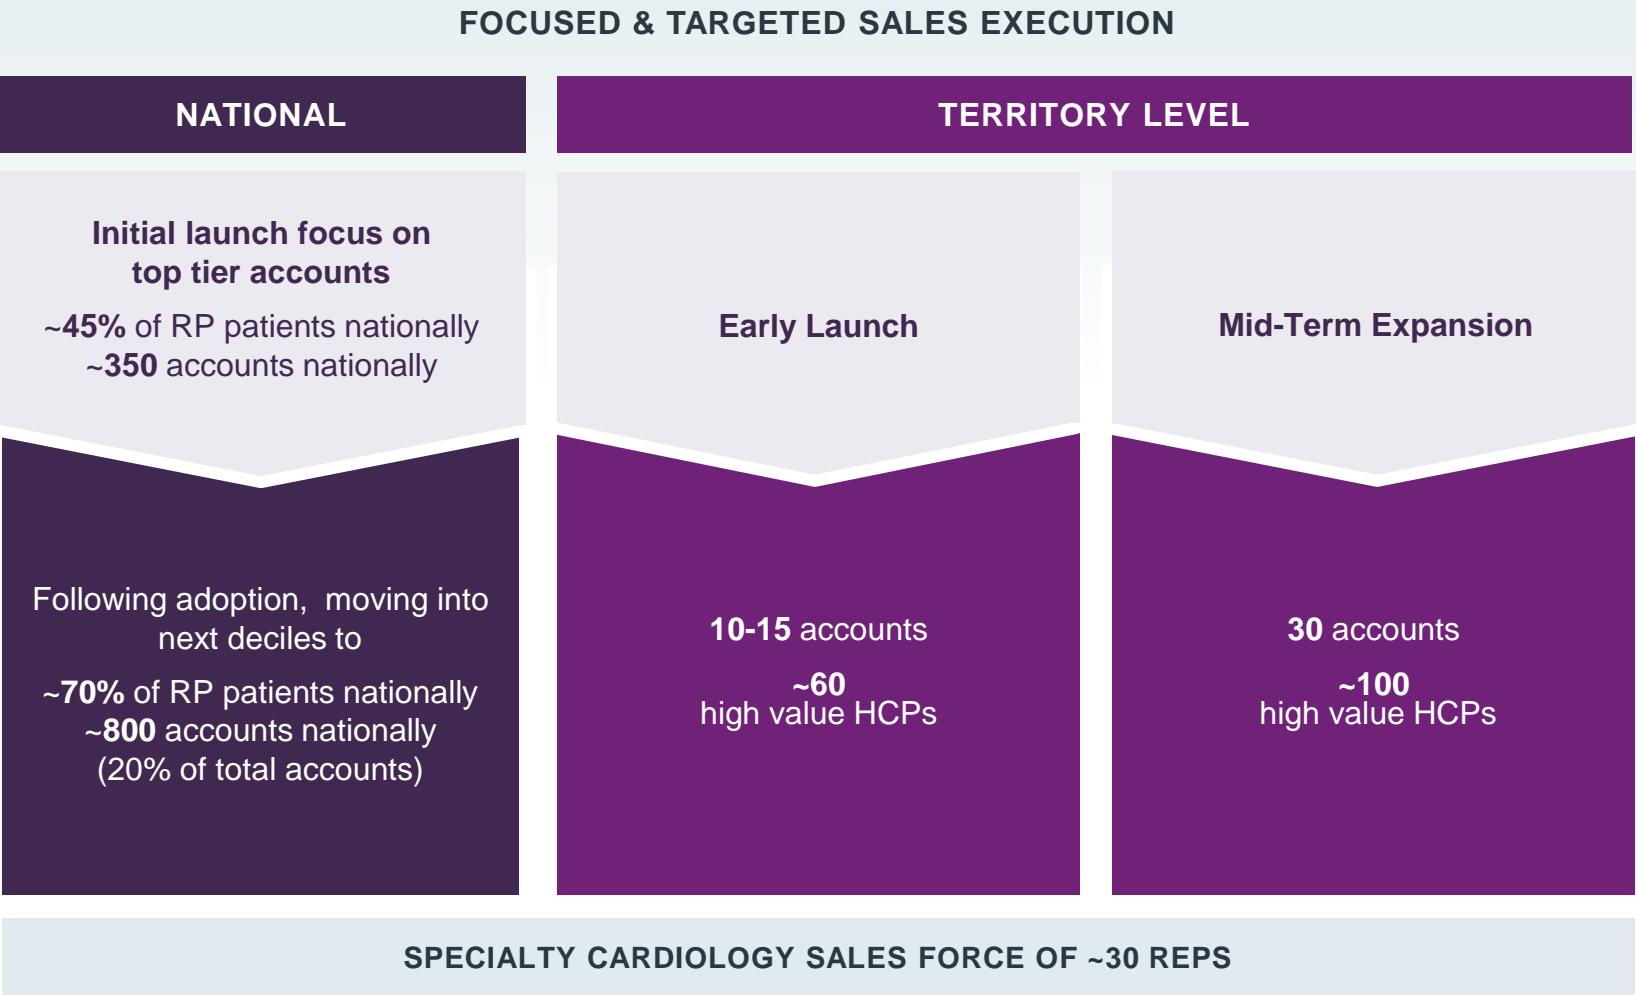 FOCUSED & TARGETED SALES EXECUTION
NATIONAL
Initial launch focus on
top tier accounts
~45% of RP patients nationally
~350 accounts nationally
Following adoption,  moving into
next deciles to
~70% of RP patients nationally
~800 accounts nationally
(20% of total accounts)
TERRITORY LEVEL
Early Launch
10-15 accounts
~60
high value HCPs
Mid-Term Expansion
30 accounts
~100
high value HCPs
SPECIALTY CARDIOLOGY SALES FORCE OF ~30 REPS